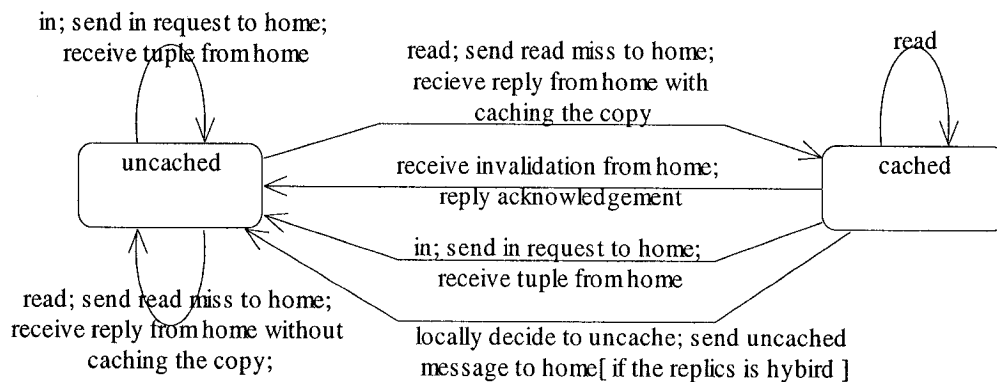 in; send in request to home;
receive tuple from home
read; send read miss to home;
recieve reply from home with
caching the copy
read
uncached
cached
receive invalidation from home;
reply acknowledgement
in; send in request to home;
receive tuple from home
read; send read miss to home;
receive reply from home without
caching the copy;
locally decide to uncache; send uncached
message to home[ if the replics is hybird ]